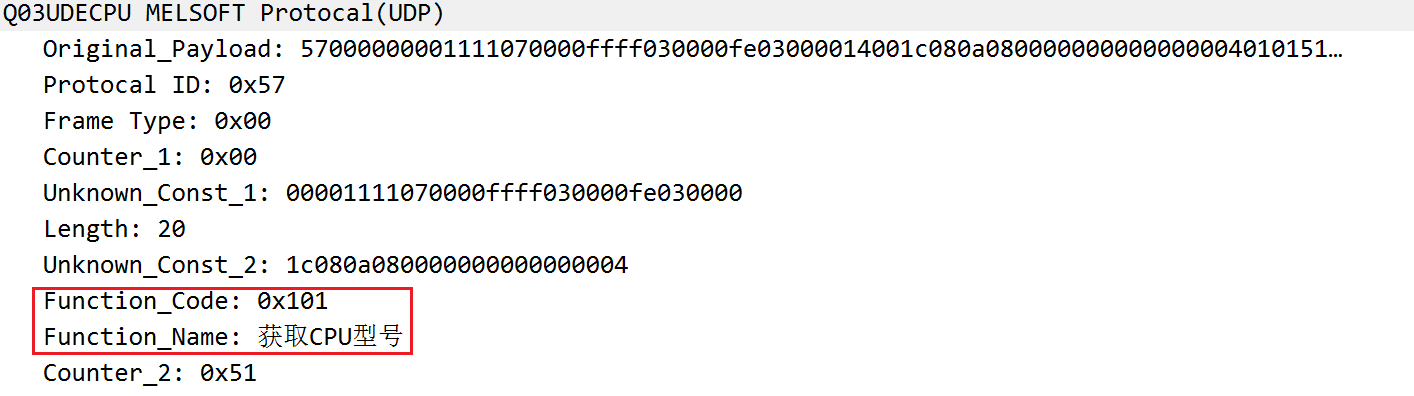 Q03UDECPU MELSOFT Protocal(UDP)
Original_Payload: 57000000001111070000ffff030000fe03000014001c080a080000000000000004010151…
Protocal ID: 0x57
Frame Type: 0x00
Counter_1: 0x00
Unknown_Const_1: 00001111070000ffff030000fe030000
Length: 20
Unknown_Const_2: 1c080a080000000000000004
Function_Code: 0x101
Function_Name: 获取CPU型号
Counter_2: 0x51